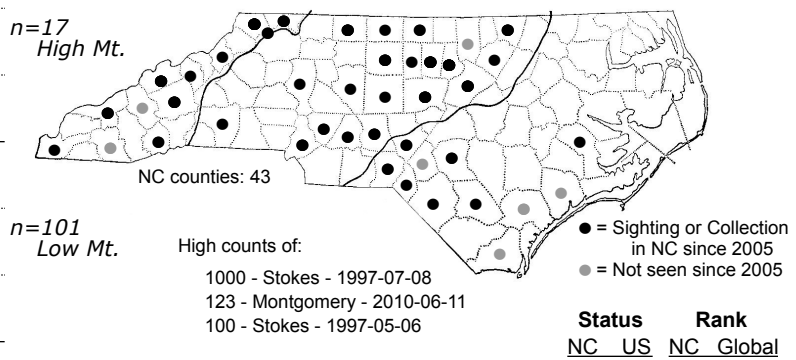 n=17
High Mt.
NC counties: 43
n=101
Low Mt.
High counts of:
1000 - Stokes - 1997-07-08
123 - Montgomery - 2010-06-11
100 - Stokes - 1997-05-06
● = Sighting or Collection
in NC since 2005
● = Not seen since 2005
Status Rank
NC US NC Global